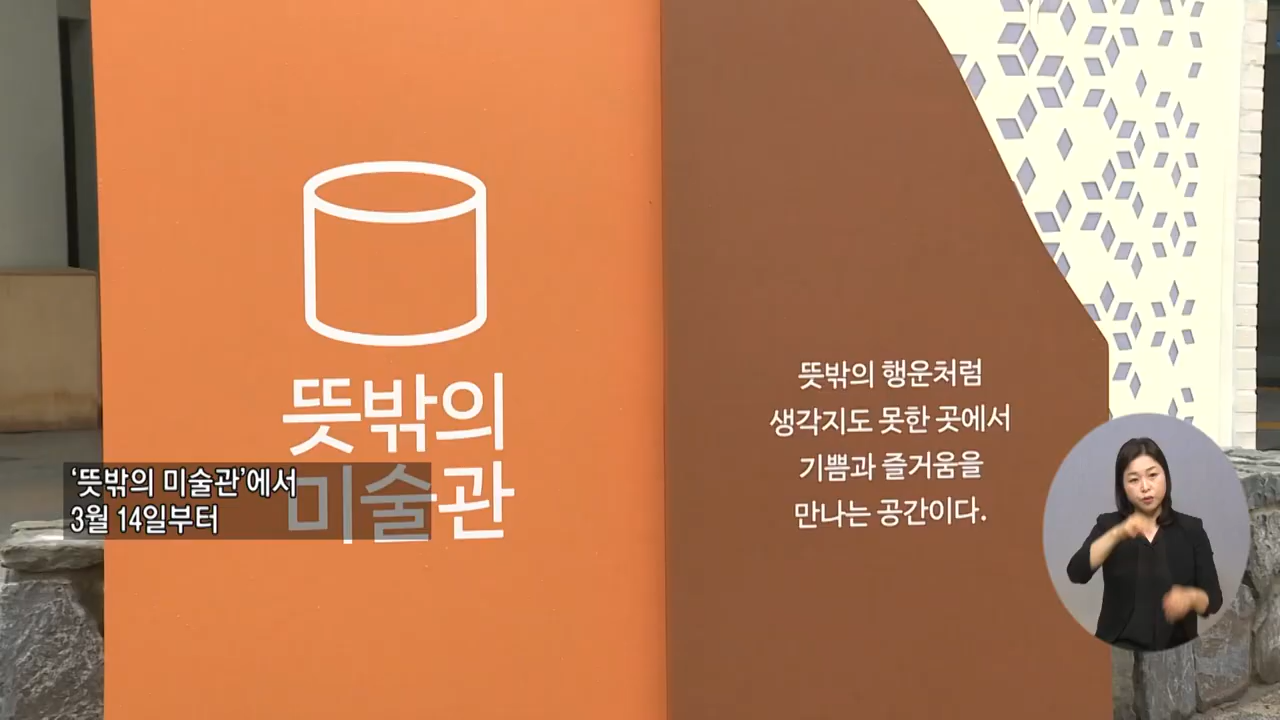 뜻밖의
미술관
뜻밖의 행운처럼
생각지도 못한 곳에서
기쁨과 즐거움을
만나는 공간이다.
‘뜻밖의 미술관’에서
3월 14일부터